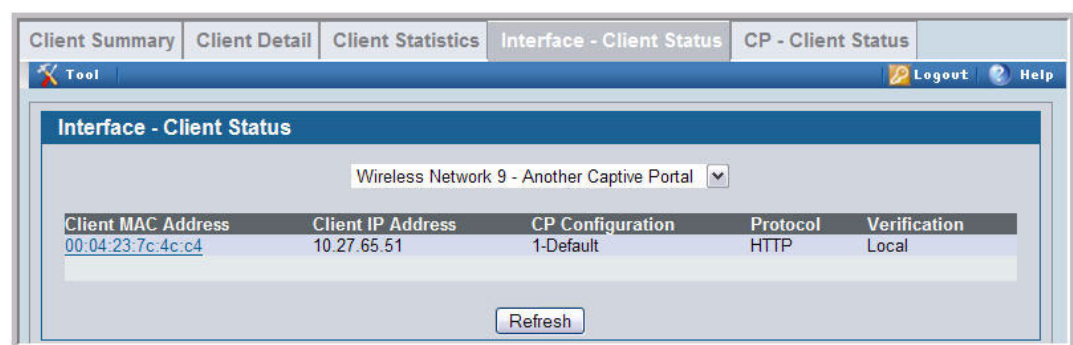 Client Summary Client Detail Client Statistics Interface - Client Status CP - Client Status
Tool Logout Help
Interface - Client Status
Wireless Network 9 - Another Captive Portal
Client MAC Address Client IP Address CP Configuration Protocol Verification
00:04:23:7c:4c:c4 10.27.65.51 1-Default HTTP Local
Refresh